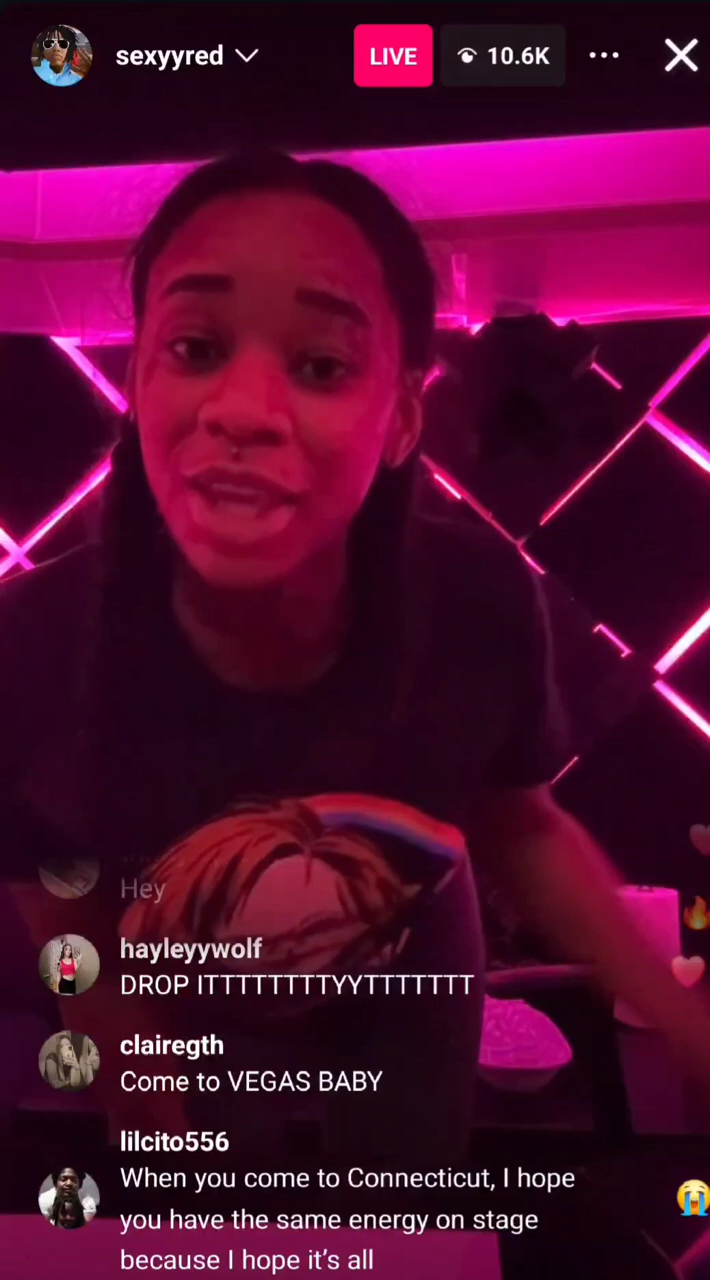 sexyyred
LIVE
10.6K
Hey
hayleyywolf
DROP ITTTTTTTTYYTTTTTTT
clairegth
Come to VEGAS BABY
lilcito556
When you come to Connecticut, I hope
you have the same energy on stage
because I hope it’s all